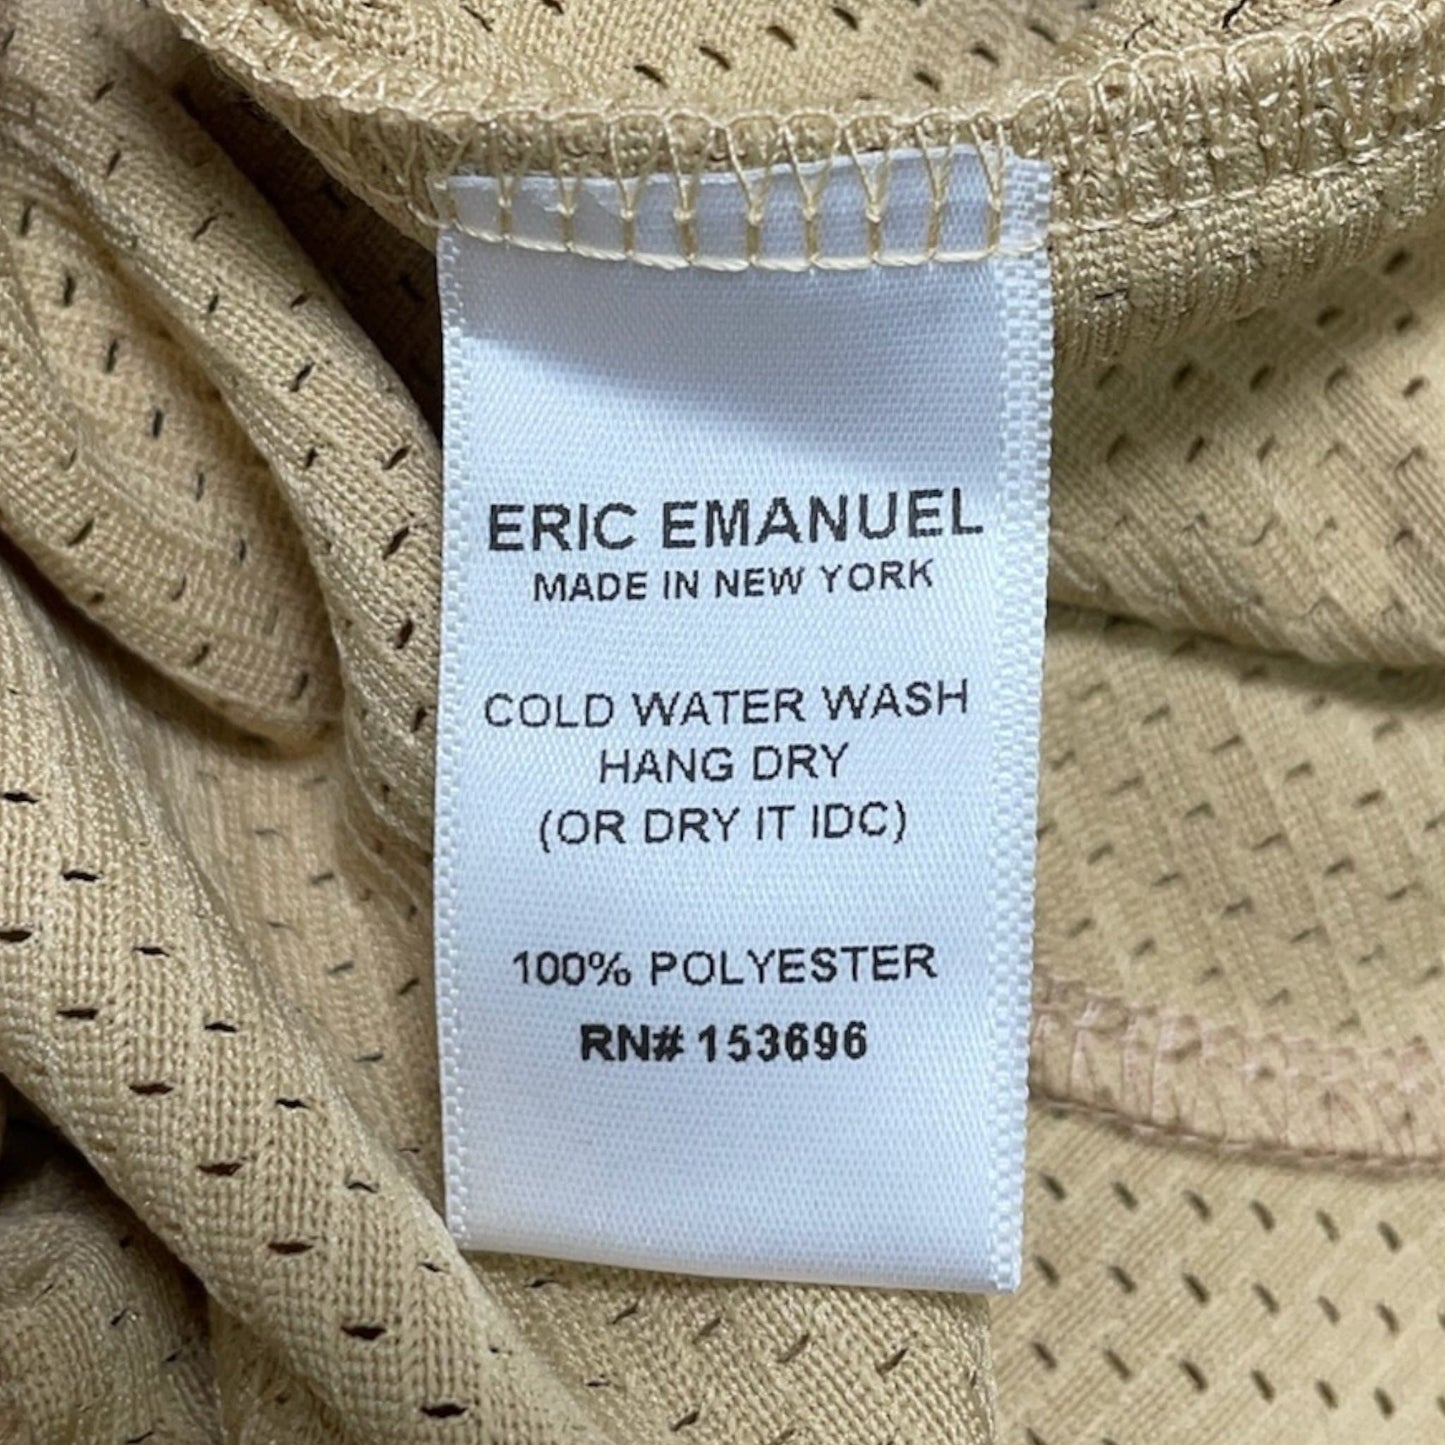 ERIC EMANUEL
MADE IN NEW YORK
COLD WATER WASH
HANG DRY
(OR DRY IT IDC)
100% POLYESTER
RN# 153696